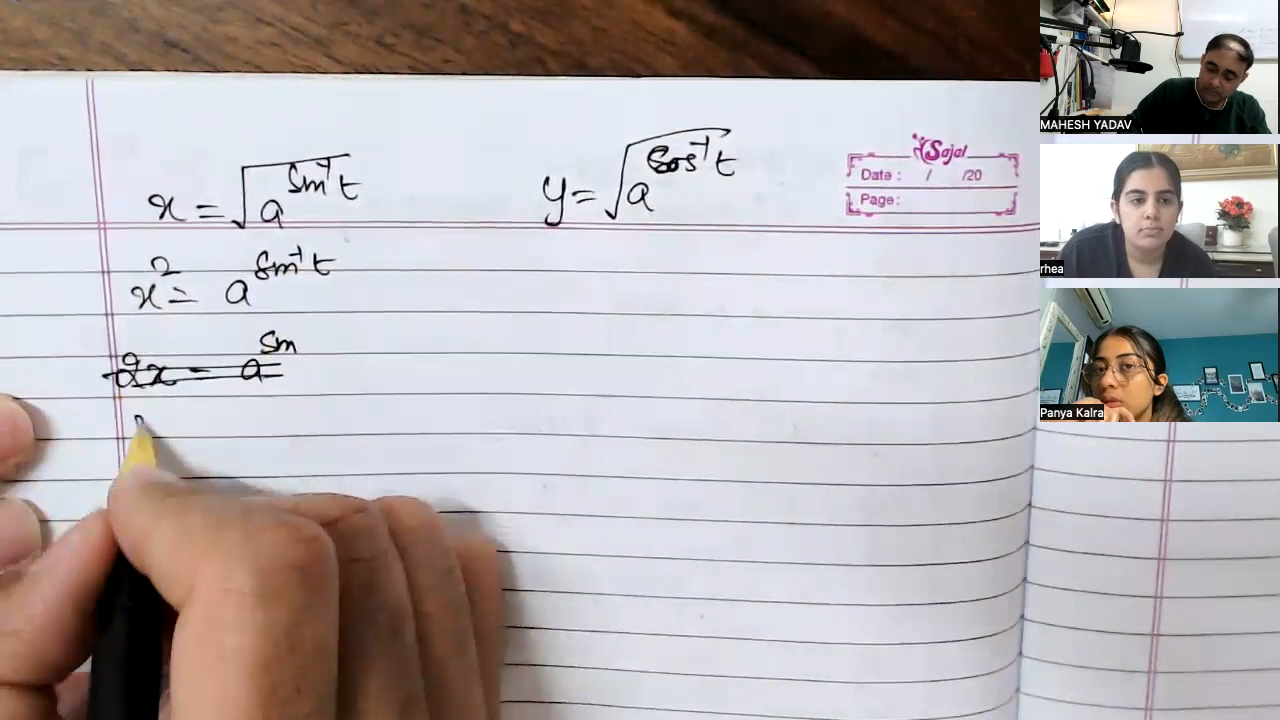 x = √a^sin⁻¹t
y = √a^cos⁻¹t
Sajal
Date : / /20
Page:
x² = a^sin⁻¹t
2x = a^sin
MAHESH YADAV
rhea
Panya Kalra